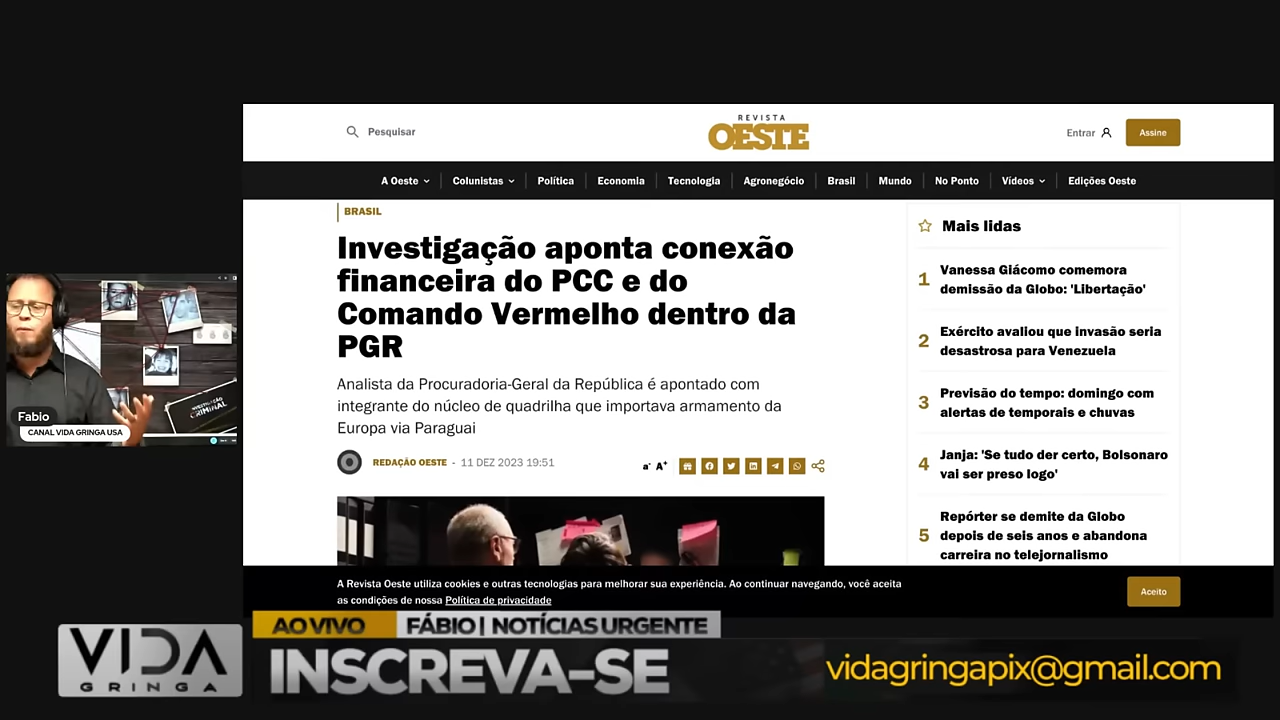 Pesquisar
REVISTA
OESTE
Entrar
Assine
A Oeste
Colunistas
Política
Economia
Tecnologia
Agronegócio
Brasil
Mundo
No Ponto
Vídeos
Edições Oeste
BRASIL
Investigação aponta conexão
financeira do PCC e do
Comando Vermelho dentro da
PGR
Analista da Procuradoria-Geral da República é apontado com
integrante do núcleo de quadrilha que importava armamento da
Europa via Paraguai
REDAÇÃO OESTE - 11 DEZ 2023 19:51
a- A+
Mais lidas
1 Vanessa Giácomo comemora
demissão da Globo: 'Libertação'
2 Exército avaliou que invasão seria
desastrosa para Venezuela
3 Previsão do tempo: domingo com
alertas de temporais e chuvas
4 Janja: 'Se tudo der certo, Bolsonaro
vai ser preso logo'
5 Repórter se demite da Globo
depois de seis anos e abandona
carreira no telejornalismo
INVESTIGAÇÃO
CRIMINAL
Fabio
CANAL VIDA GRINGA USA
A Revista Oeste utiliza cookies e outras tecnologias para melhorar sua experiência. Ao continuar navegando, você aceita
as condições de nossa Política de privacidade
Aceito
AO VIVO
FÁBIO | NOTÍCIAS URGENTE
VIDA
GRINGA
INSCREVA-SE
vidagringapix@gmail.com